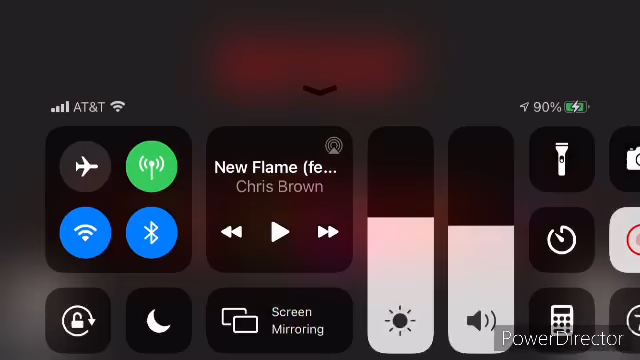 AT&T
90%
New Flame (fe...
Chris Brown
Screen
Mirroring
PowerDirector